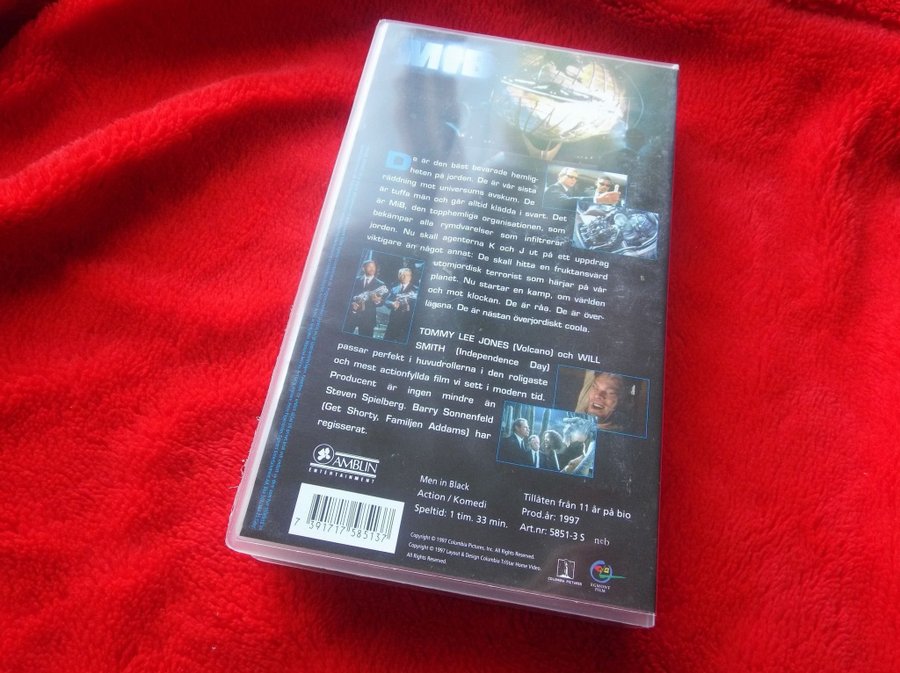 MIB
De är den bäst bevarade hemlig-
heten på jorden. De är vår sista
räddning mot universums avskum. De
är tuffa män och går alltid klädda i svart. Det
är MiB, den topphemliga organisationen, som
bekämpar alla rymdvarelser som infiltrerar
jorden. Nu skall agenterna K och J ut på ett uppdrag
viktigare än något annat: De skall hitta en fruktansvärd
utomjordisk terrorist som härjar på vår
planet. Nu startar en kamp, om världen
och mot klockan. De är råa. De är över-
lägsna. De är nästan överjordiskt coola.
TOMMY LEE JONES (Volcano) och WILL
SMITH (Independence Day)
passar perfekt i huvudrollerna i den roligaste
och mest actionfyllda film vi sett i modern tid.
Producent är ingen mindre än
Steven Spielberg. Barry Sonnenfeld
(Get Shorty, Familjen Addams) har
regisserat.
AMBLIN
ENTERTAINMENT
Men in Black
Action / Komedi
Speltid: 1 tim. 33 min.
Tillåten från 11 år på bio
Prod.år: 1997
Art.nr: 5851-3 S
ncb
7 391717 585137
Copyright © 1997 Columbia Pictures, Inc. All Rights Reserved.
Copyright © 1997 Layout & Design Columbia TriStar Home Video.
All Rights Reserved.
COLUMBIA PICTURES
EGMONT
FILM